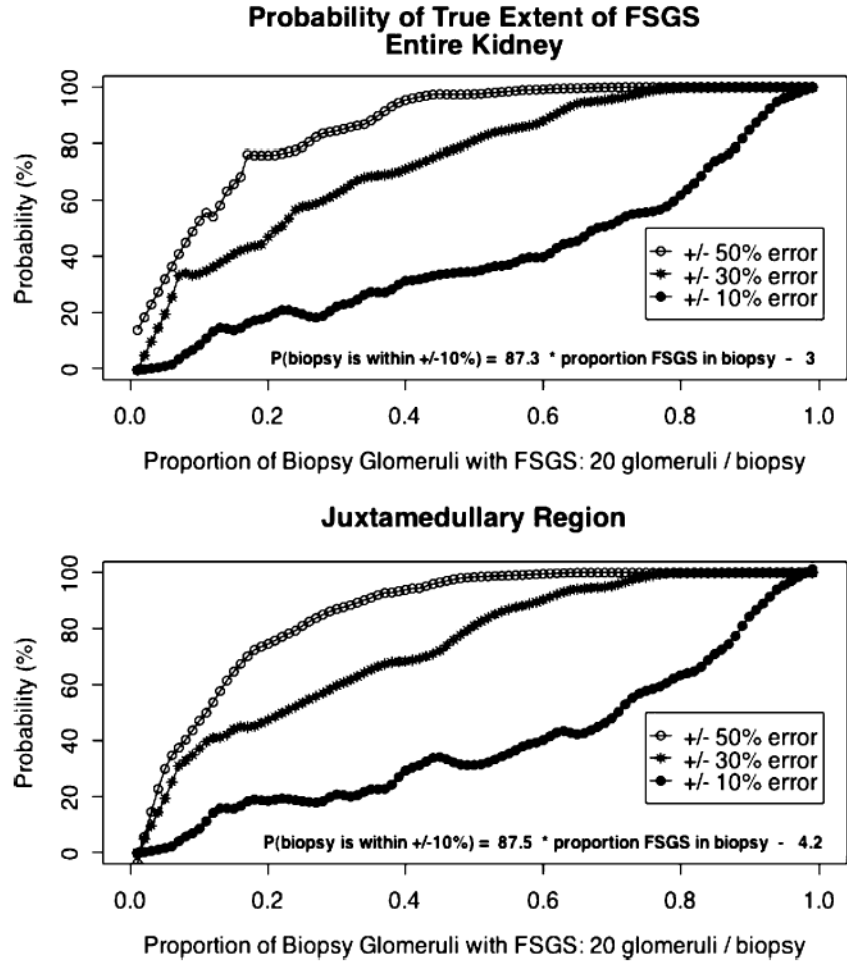 Probability of True Extent of FSGS
Entire Kidney
Probability (%)
100
80
60
40
20
0
+/- 50% error
+/- 30% error
+/- 10% error
P(biopsy is within +/-10%) = 87.3 * proportion FSGS in biopsy - 3
0.0 0.2 0.4 0.6 0.8 1.0
Proportion of Biopsy Glomeruli with FSGS: 20 glomeruli / biopsy
Juxtamedullary Region
Probability (%)
100
80
60
40
20
0
+/- 50% error
+/- 30% error
+/- 10% error
P(biopsy is within +/-10%) = 87.5 * proportion FSGS in biopsy - 4.2
0.0 0.2 0.4 0.6 0.8 1.0
Proportion of Biopsy Glomeruli with FSGS: 20 glomeruli / biopsy